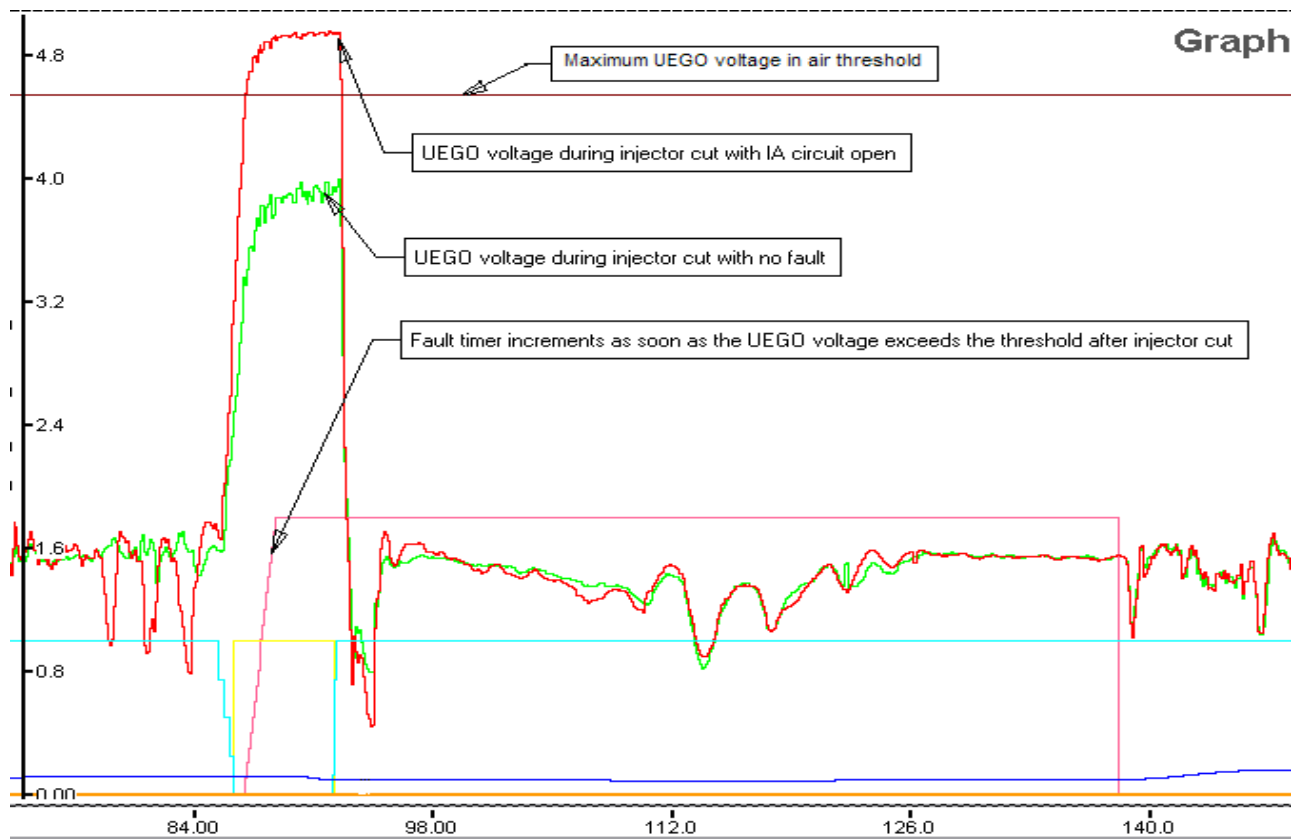 Graph
4.8
Maximum UEGO voltage in air threshold
UEGO voltage during injector cut with IA circuit open
4.0
UEGO voltage during injector cut with no fault
3.2
Fault timer increments as soon as the UEGO voltage exceeds the threshold after injector cut
2.4
1.6
0.8
0.00
84.00
98.00
112.0
126.0
140.0